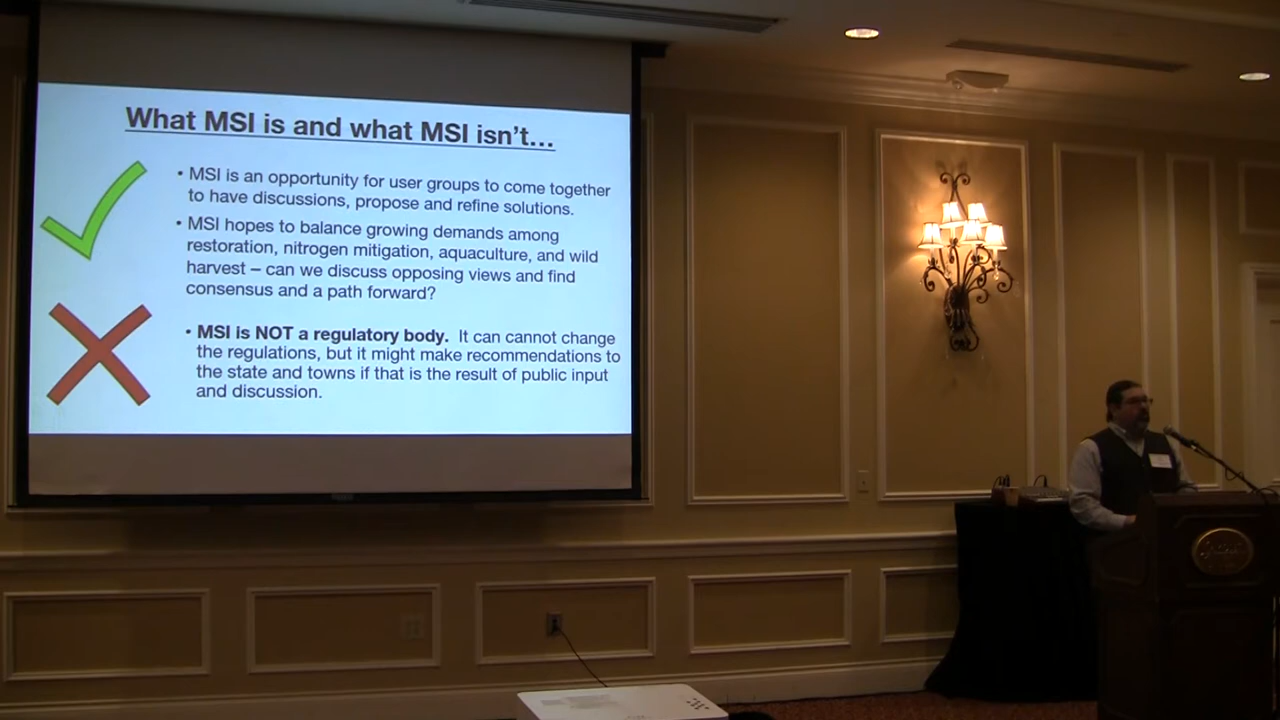 What MSI is and what MSI isn't...
• MSI is an opportunity for user groups to come together
to have discussions, propose and refine solutions.
• MSI hopes to balance growing demands among
restoration, nitrogen mitigation, aquaculture, and wild
harvest – can we discuss opposing views and find
consensus and a path forward?
• MSI is NOT a regulatory body. It can cannot change
the regulations, but it might make recommendations to
the state and towns if that is the result of public input
and discussion.